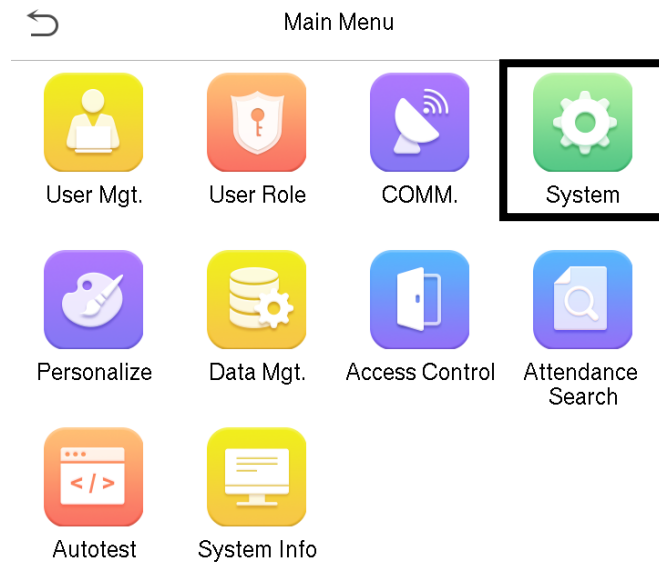 Main Menu
User Mgt.
User Role
COMM.
System
Personalize
Data Mgt.
Access Control
Attendance
Search
</>
Autotest
System Info